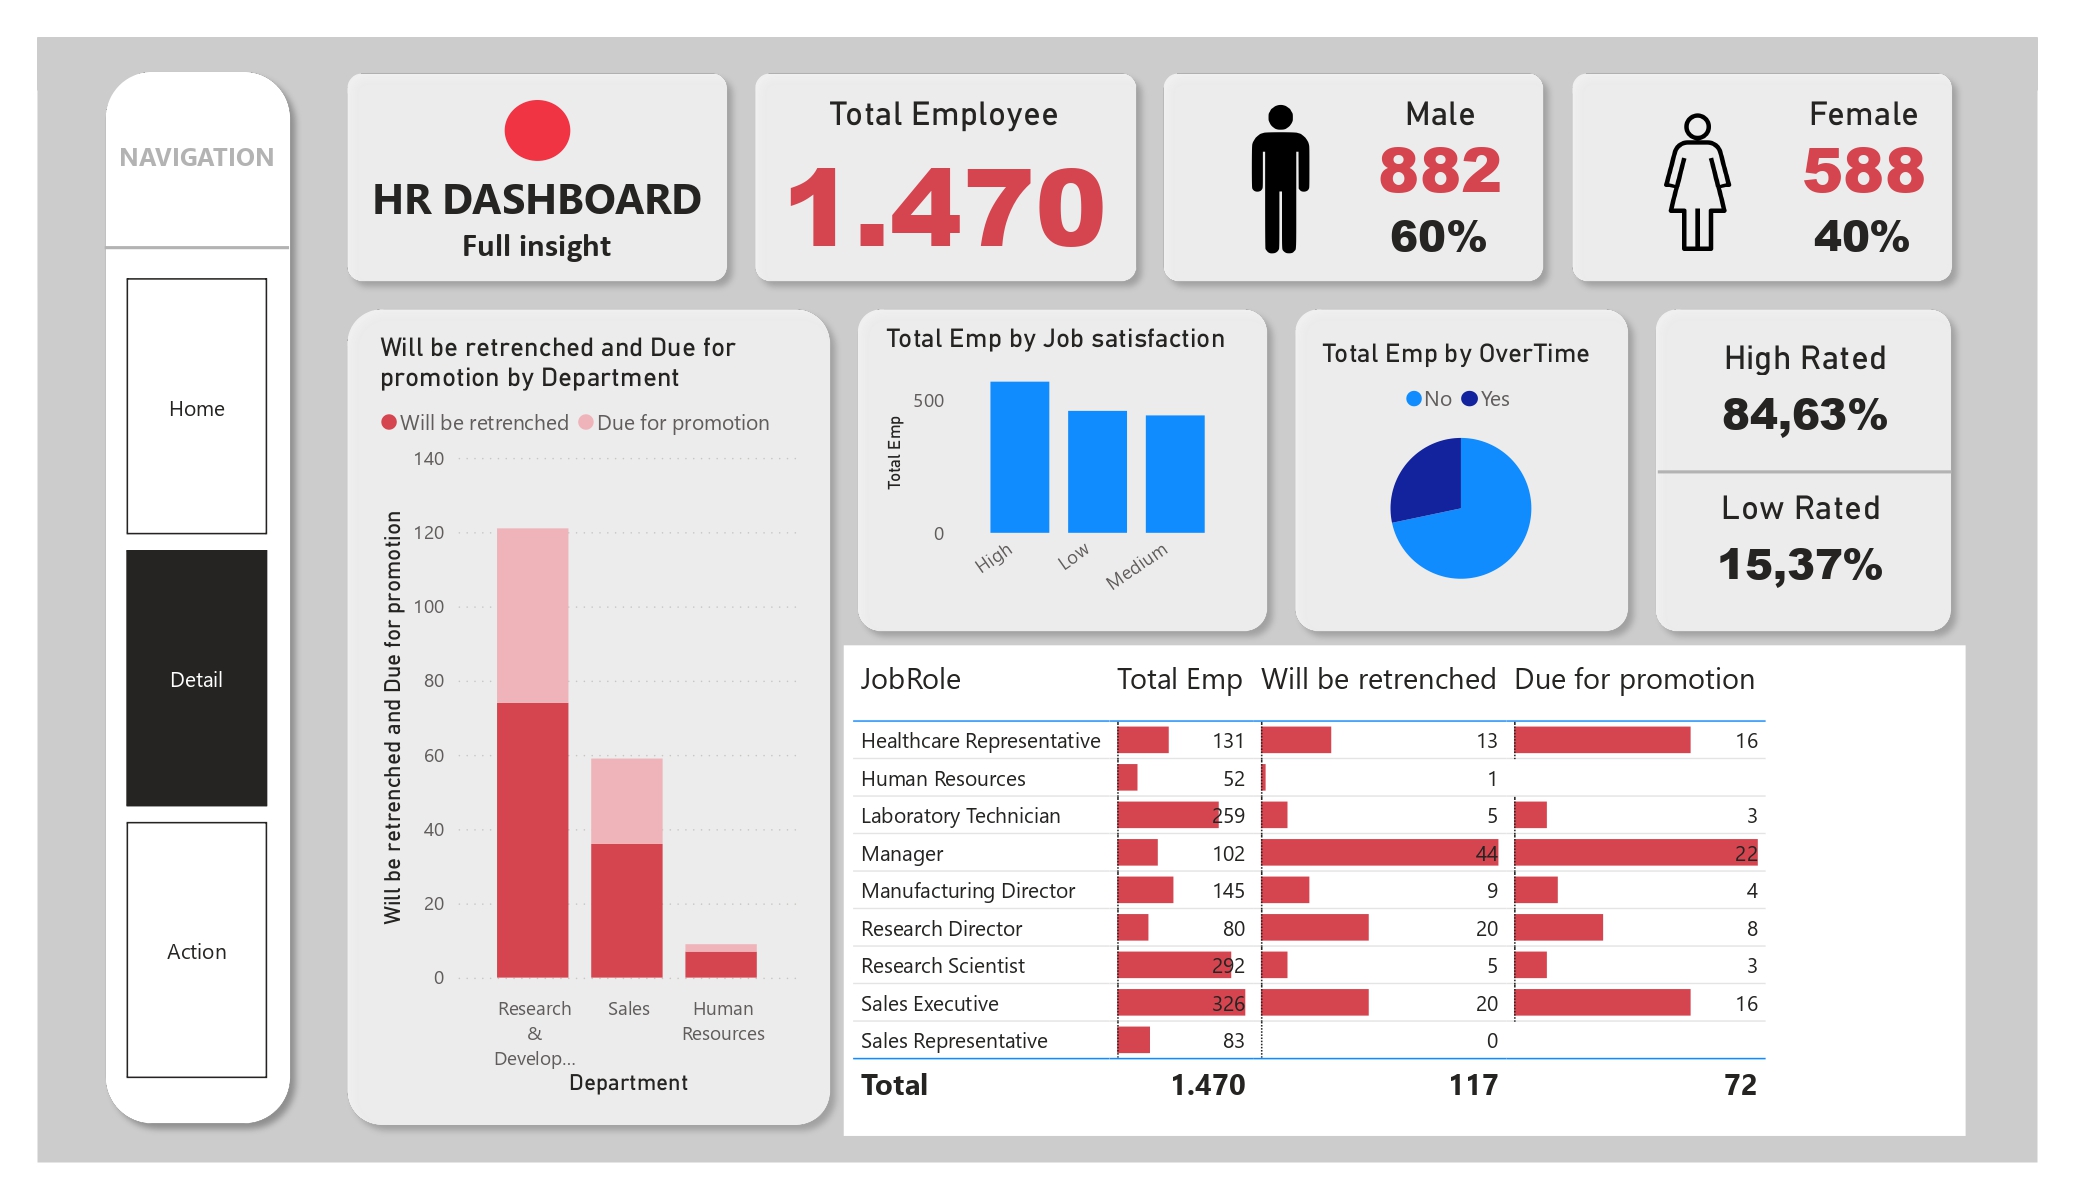 NAVIGATION
Home
Detail
Action
HR DASHBOARD
Full insight
Total Employee
1.470
Male
882
60%
Female
588
40%
Will be retrenched and Due for
promotion by Department
Will be retrenched Due for promotion
Will be retrenched and Due for promotion
140
120
100
80
60
40
20
0
Research
&
Develop...
Sales
Human
Resources
Department
Total Emp by Job satisfaction
Total Emp
500
0
High
Low
Medium
Total Emp by OverTime
No Yes
High Rated
84,63%
Low Rated
15,37%
JobRole Total Emp Will be retrenched Due for promotion
Healthcare Representative 131 13 16
Human Resources 52 1
Laboratory Technician 259 5 3
Manager 102 44 22
Manufacturing Director 145 9 4
Research Director 80 20 8
Research Scientist 292 5 3
Sales Executive 326 20 16
Sales Representative 83 0
Total 1.470 117 72